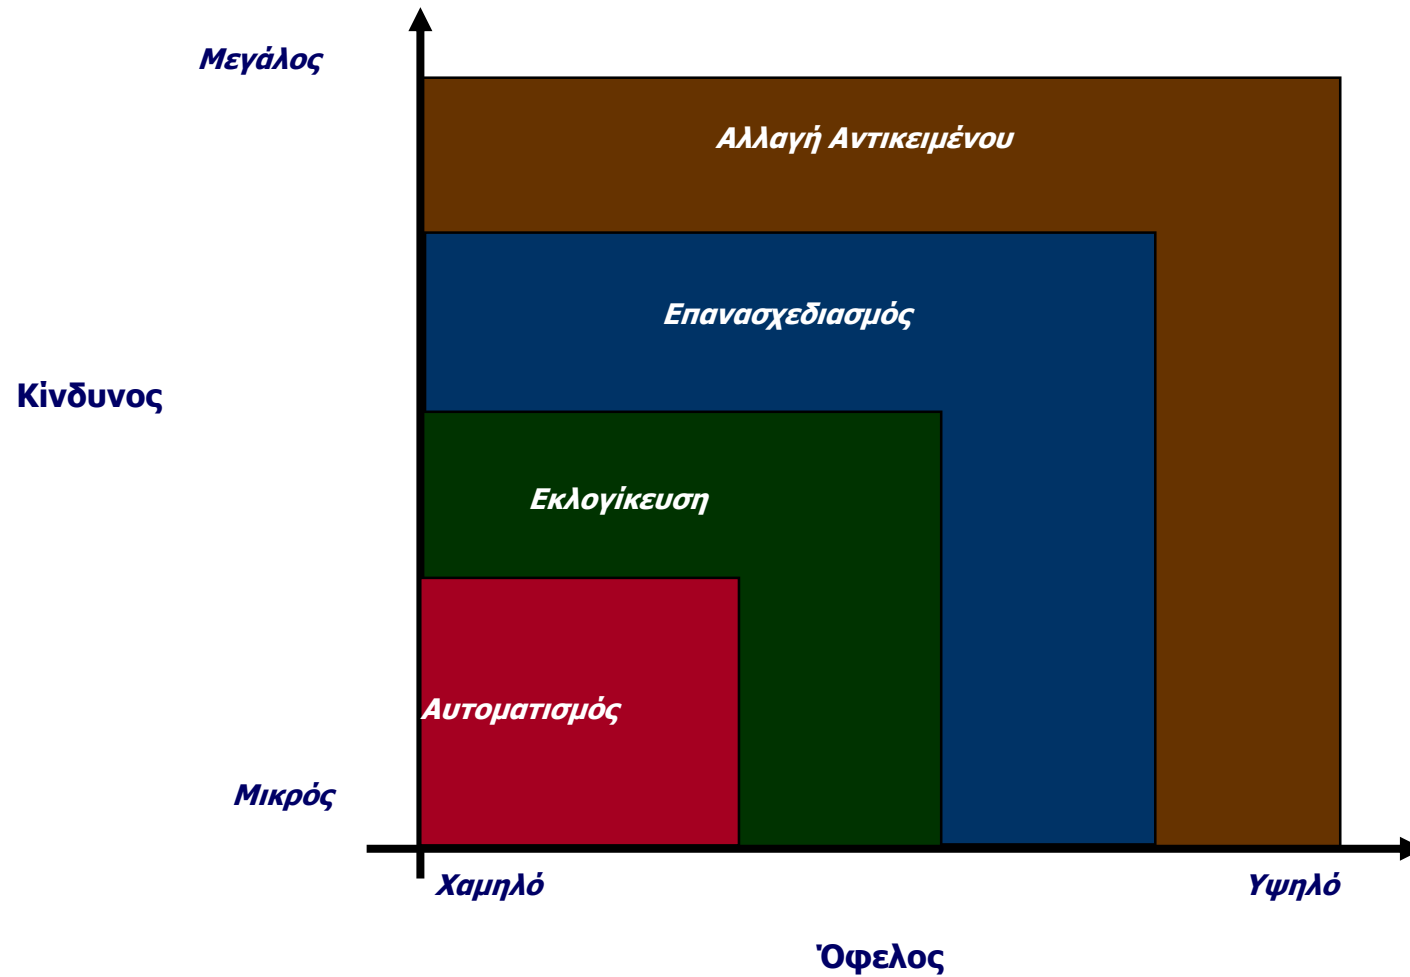 Μεγάλος
Αλλαγή Αντικειμένου
Επανασχεδιασμός
Κίνδυνος
Εκλογίκευση
Αυτοματισμός
Μικρός
Χαμηλό
Υψηλό
Όφελος